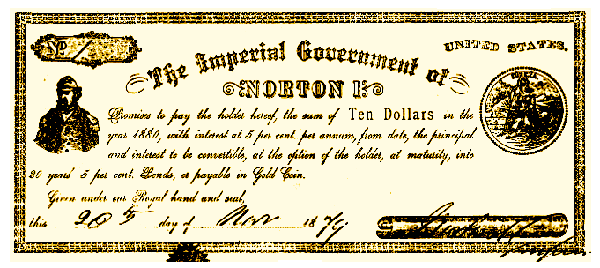 No
UNITED STATES.
The Imperial Government of
NORTON I.
Promises to pay the holder hereof, the sum of Ten Dollars in the
year 1880, with interest at 5 per cent. per annum, from date, the principal
and interest to be convertible, at the option of the holder, at maturity, into
20 years' 5 per cent. Bonds, or payable in Gold Coin.
Given under our Royal hand and seal,
this 20th day of Nov 1879